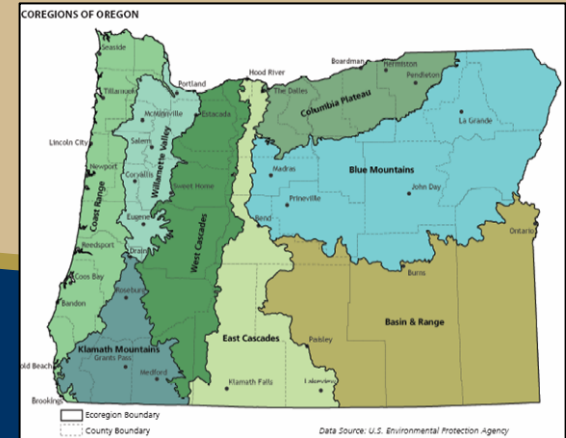 COREGIONS OF OREGON
Seaside
Tillamook
Portland
Hood River
The Dalles
Boardman
Hermiston
Pendleton
Columbia Plateau
La Grande
McMinnville
Estacada
Lincoln City
Salem
Willamette Valley
Newport
Corvallis
Coast Range
Sweet Home
Madras
Blue Mountains
John Day
Prineville
Eugene
West Cascades
Bend
Ontario
Reedsport
Drain
Coos Bay
Burns
Roseburg
Bandon
Basin & Range
East Cascades
Paisley
Klamath Mountains
Grants Pass
old Beach
Medford
Klamath Falls
Lakeview
Brookings
Ecoregion Boundary
County Boundary
Data Source: U.S. Environmental Protection Agency